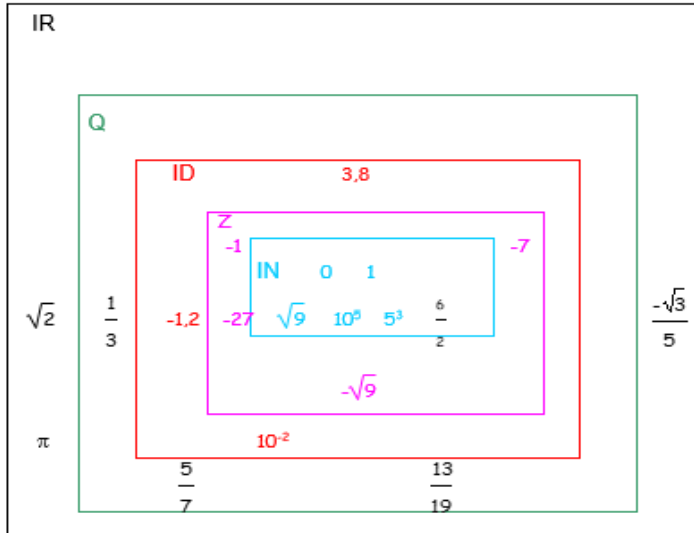 IR
Q
ID 3,8
Z
-1 -7
IN 0 1
√2 1/3 -1,2 -27 √9 10⁵ 5³ 6/2 -√3/5
-√9
π 10⁻²
5/7 13/19